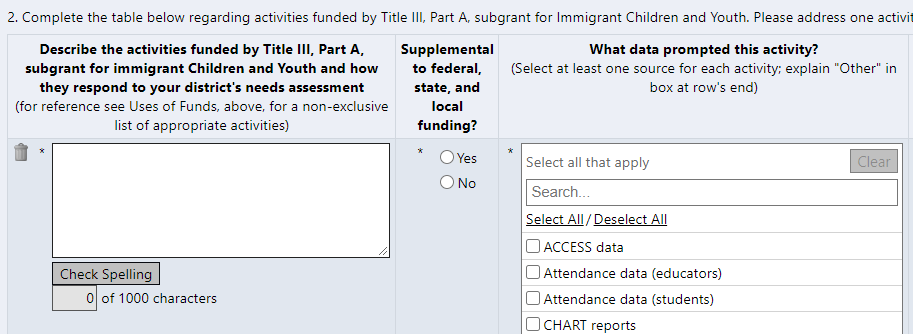 2. Complete the table below regarding activities funded by Title III, Part A, subgrant for Immigrant Children and Youth. Please address one activi
Describe the activities funded by Title III, Part A,
subgrant for immigrant Children and Youth and how
they respond to your district's needs assessment
(for reference see Uses of Funds, above, for a non-exclusive
list of appropriate activities)
Supplemental
to federal,
state, and
local
funding?
What data prompted this activity?
(Select at least one source for each activity; explain "Other" in
box at row's end)
*
Check Spelling
0 of 1000 characters
*
Yes
No
*
Select all that apply
Clear
Search...
Select All / Deselect All
ACCESS data
Attendance data (educators)
Attendance data (students)
CHART reports